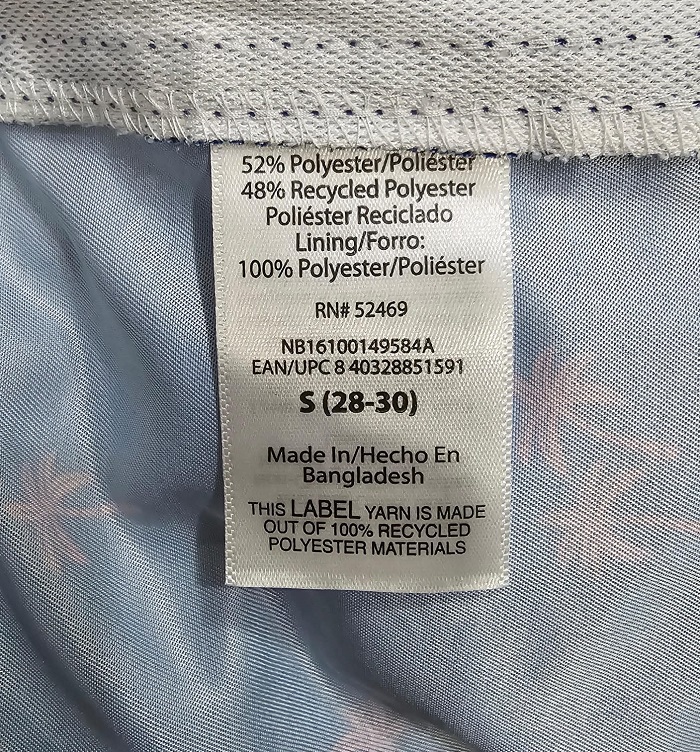 52% Polyester/Poliéster
48% Recycled Polyester
Poliéster Reciclado
Lining/Forro:
100% Polyester/Poliéster
RN# 52469
NB16100149584A
EAN/UPC 8 40328851591
S (28-30)
Made In/Hecho En
Bangladesh
THIS LABEL YARN IS MADE
OUT OF 100% RECYCLED
POLYESTER MATERIALS